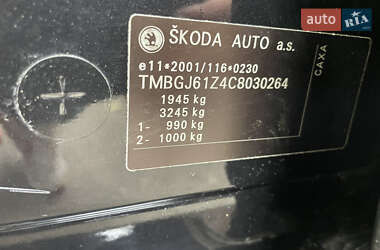 auto RIA
ŠKODA AUTO a.s.
e11*2001/116*0230
TMBGJ61Z4C8030264
1945 kg
3245 kg
1- 990 kg
2- 1000 kg
CAXA